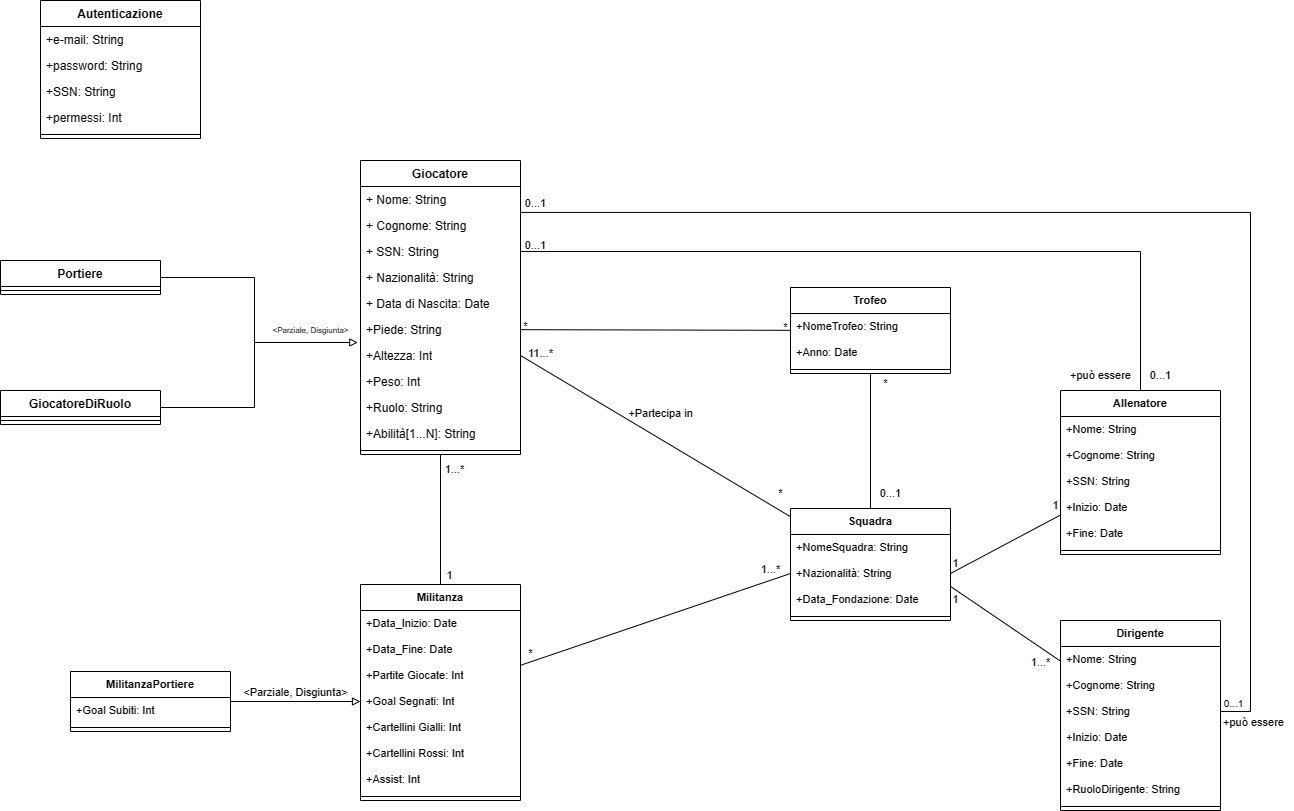 Autenticazione
+e-mail: String
+password: String
+SSN: String
+permessi: Int
Giocatore
+ Nome: String
+ Cognome: String
+ SSN: String
+ Nazionalità: String
+ Data di Nascita: Date
+Piede: String
+Altezza: Int
+Peso: Int
+Ruolo: String
+Abilità[1...N]: String
0...1
0...1
*
11...*
1...*
Portiere
<Parziale, Disgiunta>
GiocatoreDiRuolo
*
Trofeo
+NomeTrofeo: String
+Anno: Date
*
0...1
+Partecipa in
*
+può essere
0...1
Allenatore
+Nome: String
+Cognome: String
+SSN: String
+Inizio: Date
+Fine: Date
1
Squadra
+NomeSquadra: String
+Nazionalità: String
+Data_Fondazione: Date
1...*
1
1
1
Militanza
+Data_Inizio: Date
+Data_Fine: Date
+Partite Giocate: Int
+Goal Segnati: Int
+Cartellini Gialli: Int
+Cartellini Rossi: Int
+Assist: Int
*
MilitanzaPortiere
+Goal Subiti: Int
<Parziale, Disgiunta>
1...*
Dirigente
+Nome: String
+Cognome: String
+SSN: String
+Inizio: Date
+Fine: Date
+RuoloDirigente: String
0...1
+può essere